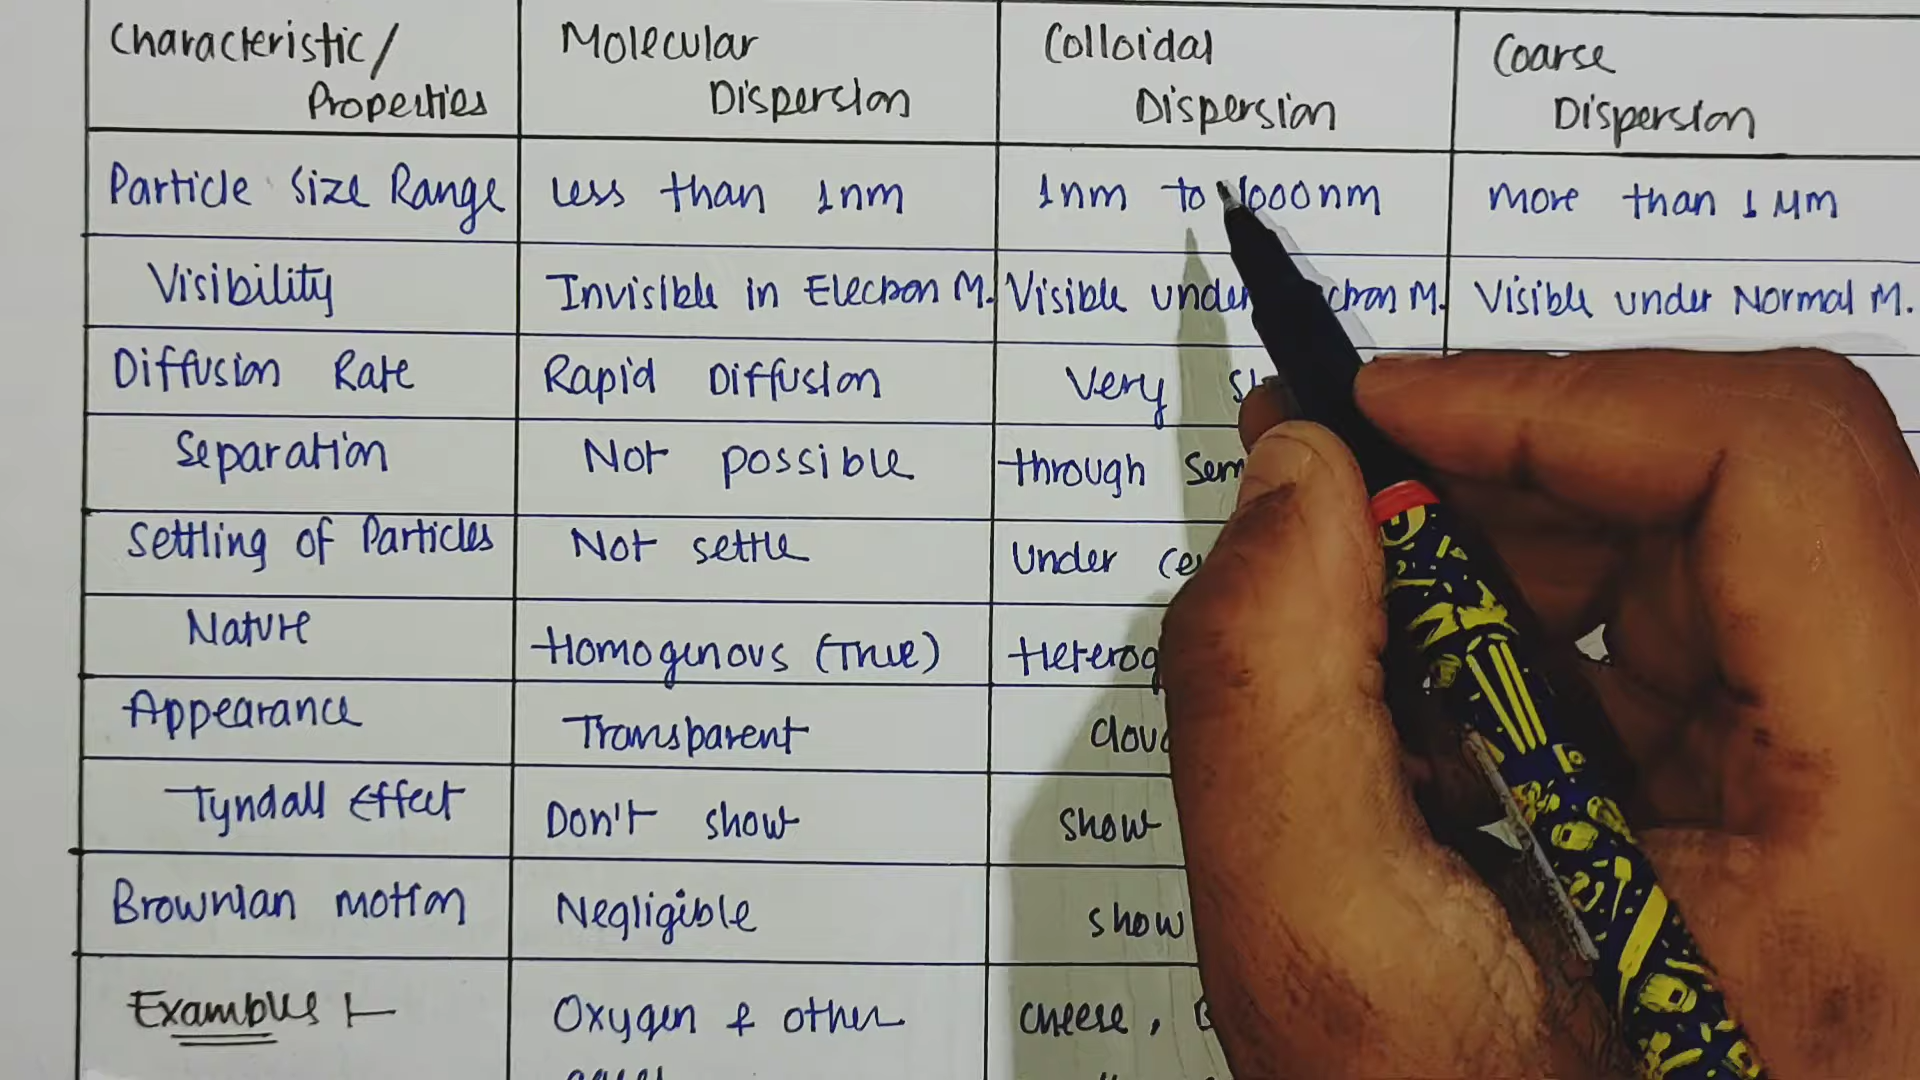 Characteristic/ Properties
Molecular Dispersion
Colloidal Dispersion
Coarse Dispersion
Particle Size Range
Less than 1nm
1nm to 1000nm
more than 1 µm
Visibility
Invisible in Elecron M.
Visible under
Visible under Normal M.
Diffusion Rate
Rapid Diffusion
Very
Separation
Not possible
through
Settling of Particles
Not settle
Under
Nature
Homogenous (True)
Appearance
Transparent
Tyndall Effect
Don't show
show
Brownian motion
Negligible
show
Examples :-
Oxygen & other
cheese,